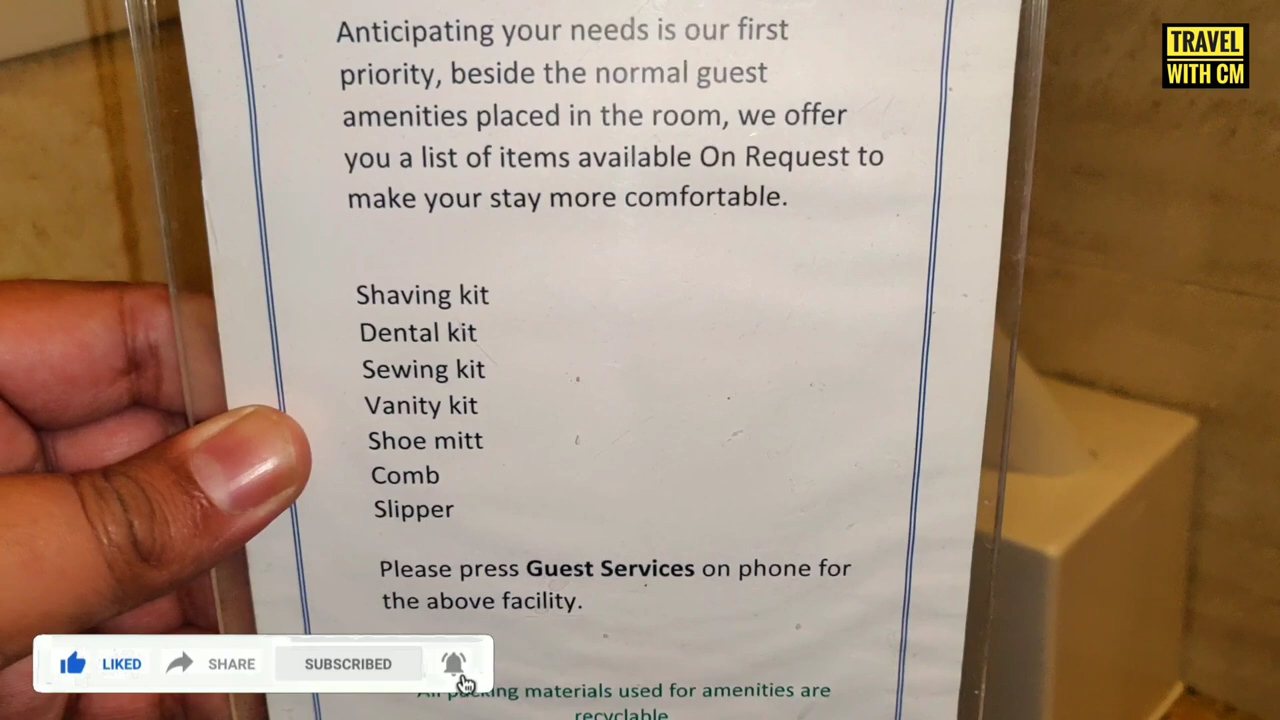 Anticipating your needs is our first
priority, beside the normal guest
amenities placed in the room, we offer
you a list of items available On Request to
make your stay more comfortable.
Shaving kit
Dental kit
Sewing kit
Vanity kit
Shoe mitt
Comb
Slipper
Please press Guest Services on phone for
the above facility.
All packing materials used for amenities are
recyclable
TRAVEL
WITH CM
LIKED SHARE SUBSCRIBED